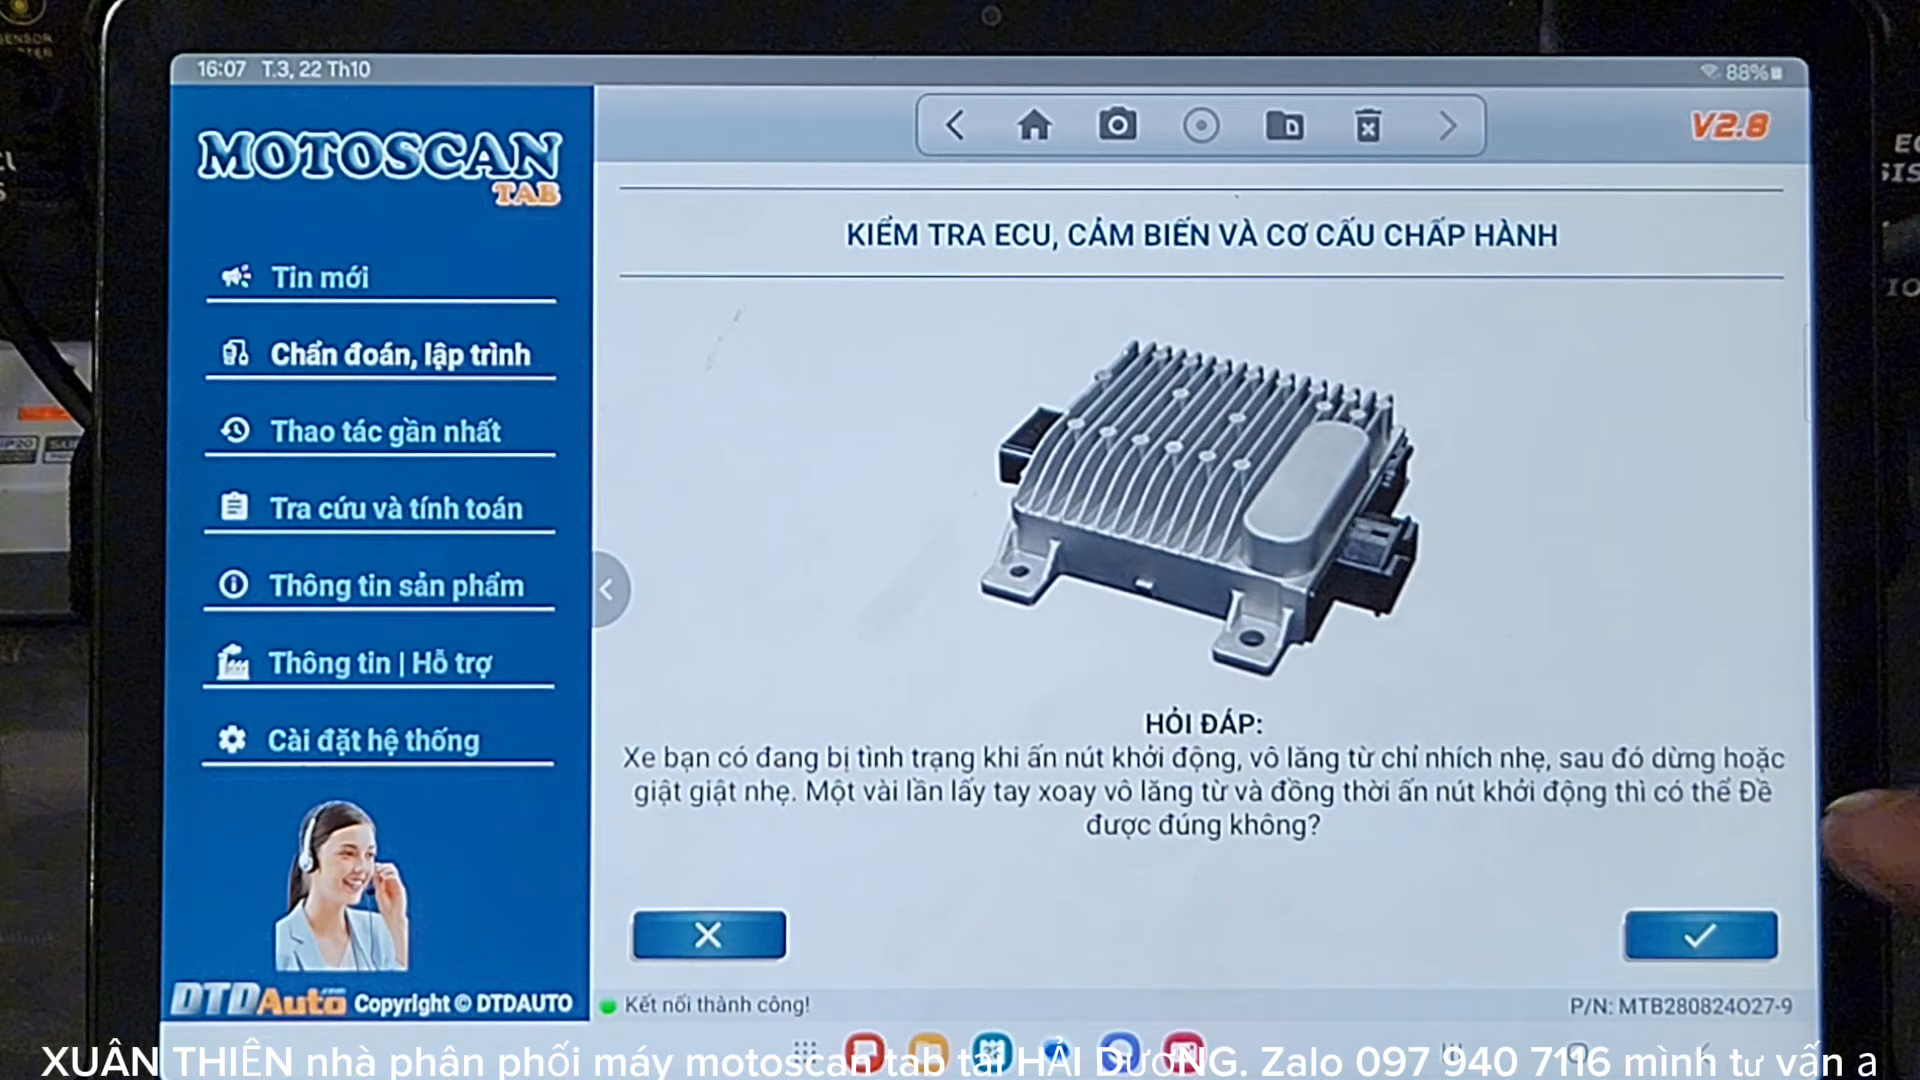 16:07 T.3, 22 Th10
88%
MOTOSCAN
TAB
V2.8
Tin mới
Chẩn đoán, lập trình
Thao tác gần nhất
Tra cứu và tính toán
Thông tin sản phẩm
Thông tin | Hỗ trợ
Cài đặt hệ thống
KIỂM TRA ECU, CẢM BIẾN VÀ CƠ CẤU CHẤP HÀNH
HỎI ĐÁP:
Xe bạn có đang bị tình trạng khi ấn nút khởi động, vô lăng từ chỉ nhích nhẹ, sau đó dừng hoặc
giật giật nhẹ. Một vài lần lấy tay xoay vô lăng từ và đồng thời ấn nút khởi động thì có thể Đề
được đúng không?
DTDAuto.com Copyright © DTDAUTO
Kết nối thành công!
P/N: MTB280824027-9
XUÂN THIÊN nhà phân phối máy motoscan tab tại HẢI DƯƠNG. Zalo 097 940 7116 mình tư vấn a